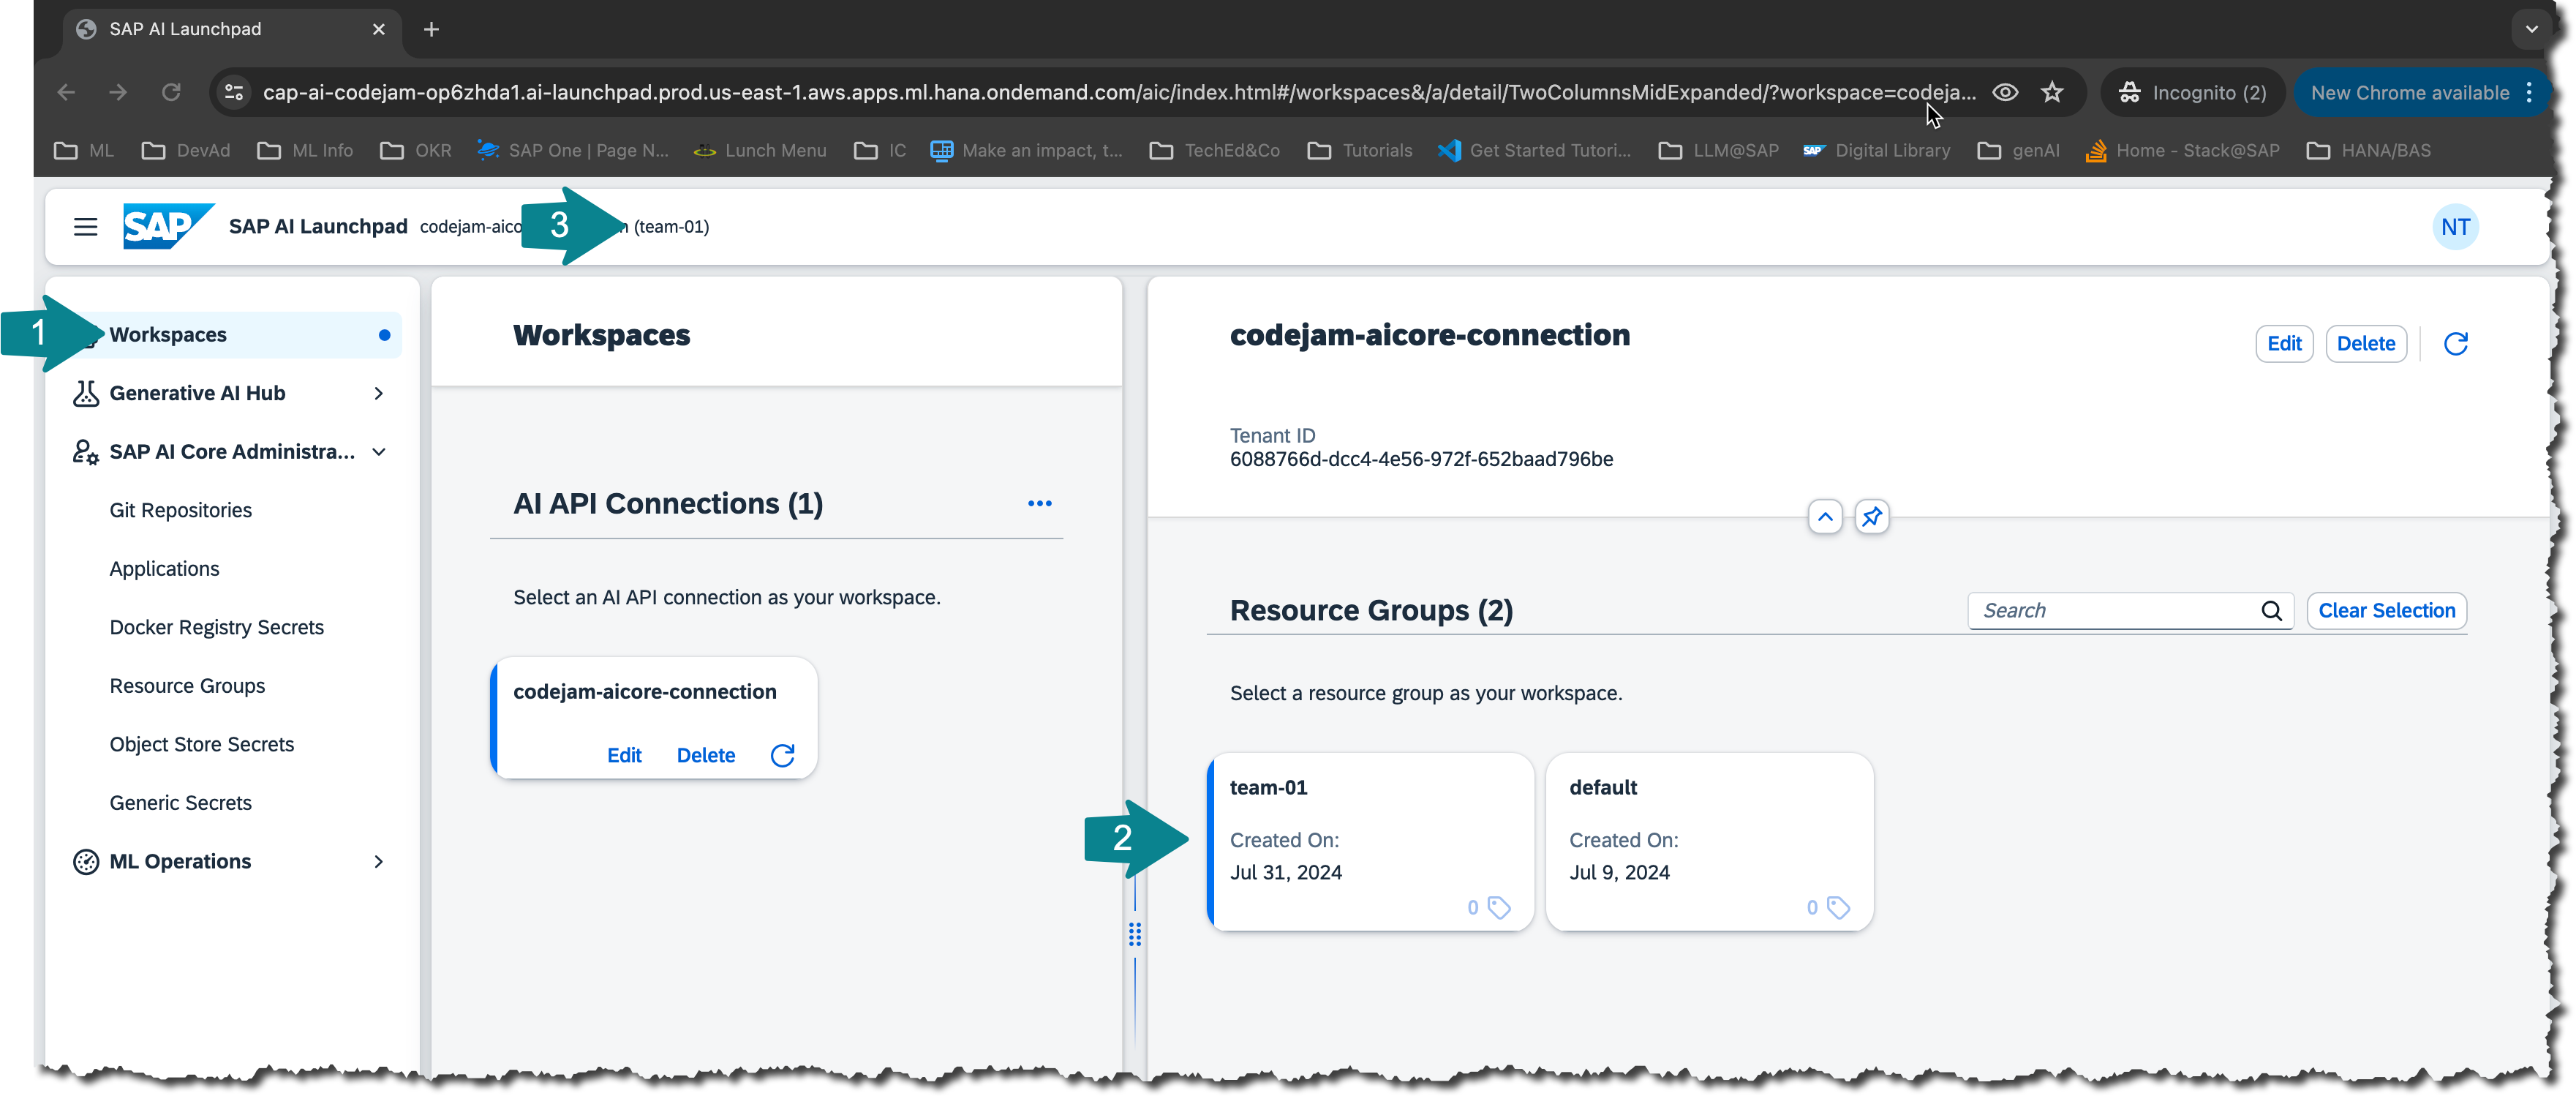 SAP AI Launchpad
cap-ai-codejam-op6zhda1.ai-launchpad.prod.us-east-1.aws.apps.ml.hana.ondemand.com/aic/index.html#/workspaces&/a/detail/TwoColumnsMidExpanded/?workspace=codeja...
Incognito (2)
New Chrome available
ML
DevAd
ML Info
OKR
SAP One | Page N...
Lunch Menu
IC
Make an impact, t...
TechEd&Co
Tutorials
Get Started Tutori...
LLM@SAP
SAP
Digital Library
genAI
Home - Stack@SAP
HANA/BAS
SAP
SAP AI Launchpad
codejam-aico
3
n (team-01)
NT
1
Workspaces
Generative AI Hub
SAP AI Core Administra...
Git Repositories
Applications
Docker Registry Secrets
Resource Groups
Object Store Secrets
Generic Secrets
ML Operations
Workspaces
AI API Connections (1)
Select an AI API connection as your workspace.
codejam-aicore-connection
Edit
Delete
codejam-aicore-connection
Edit
Delete
Tenant ID
6088766d-dcc4-4e56-972f-652baad796be
Resource Groups (2)
Search
Clear Selection
Select a resource group as your workspace.
2
team-01
Created On:
Jul 31, 2024
0
default
Created On:
Jul 9, 2024
0